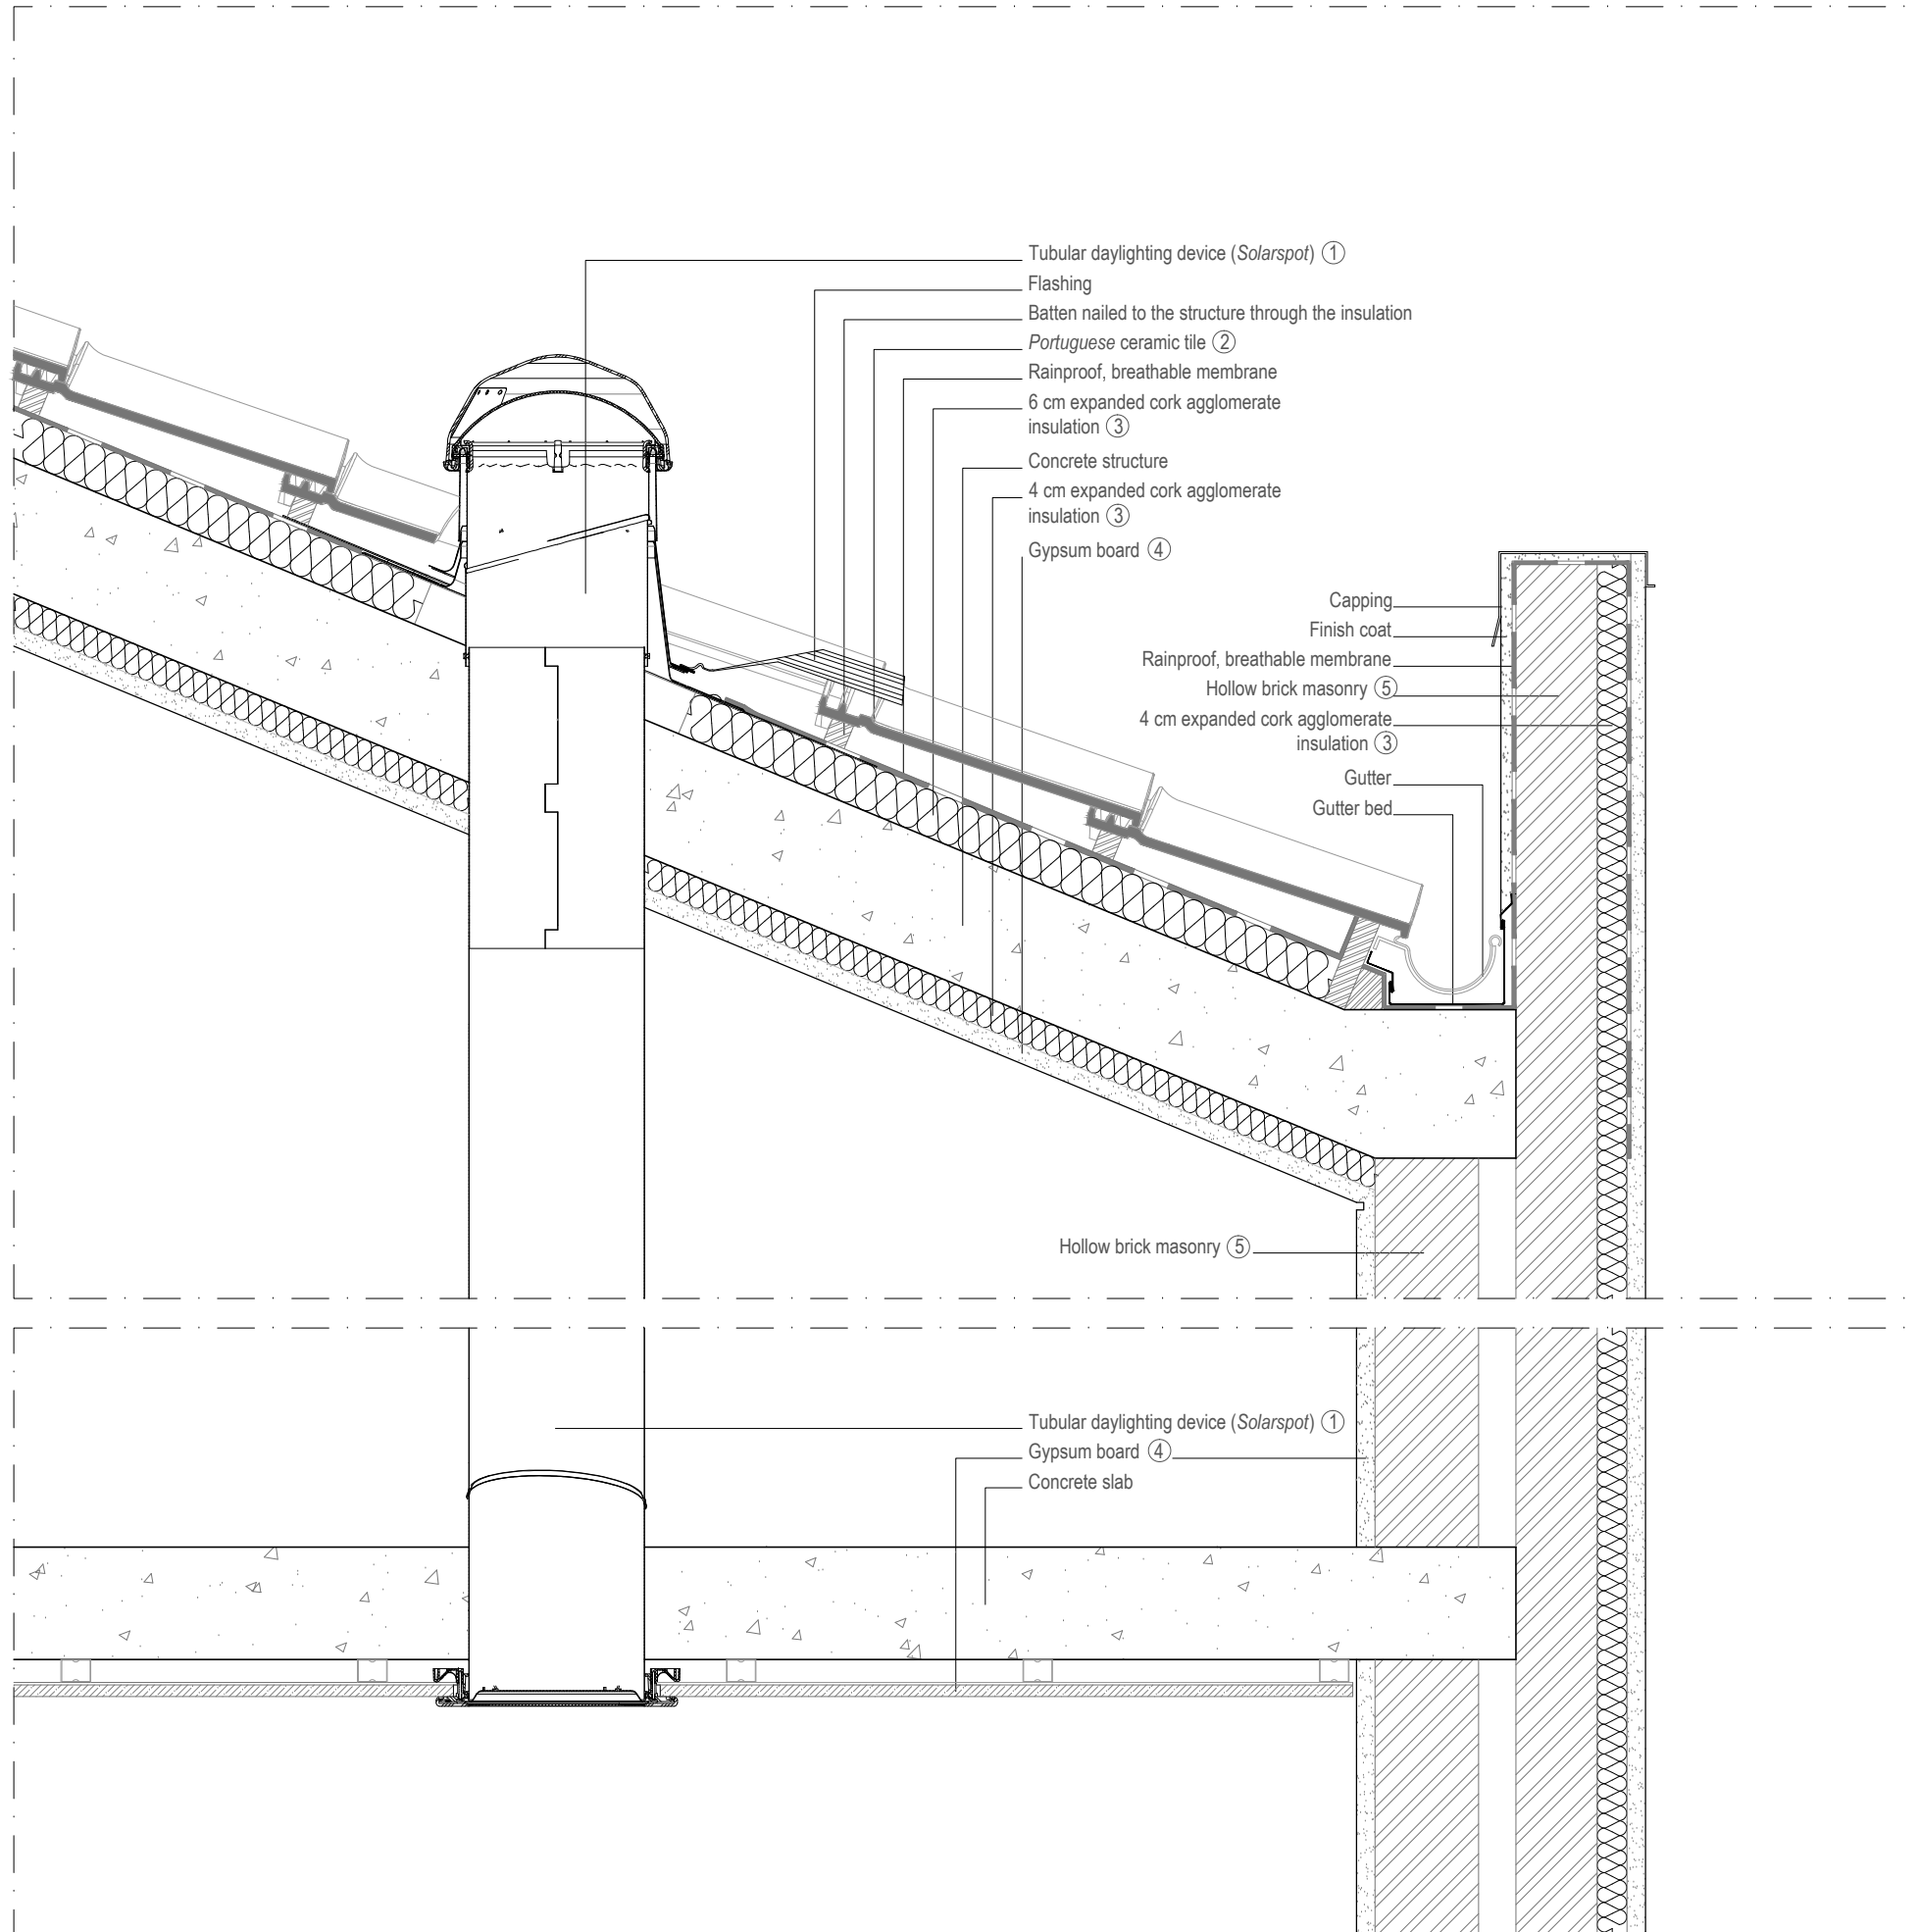 Tubular daylighting device (Solarspot) ①
Flashing
Batten nailed to the structure through the insulation
Portuguese ceramic tile ②
Rainproof, breathable membrane
6 cm expanded cork agglomerate
insulation ③
Concrete structure
4 cm expanded cork agglomerate
insulation ③
Gypsum board ④
Capping
Finish coat
Rainproof, breathable membrane
Hollow brick masonry ⑤
4 cm expanded cork agglomerate
insulation ③
Gutter
Gutter bed
Hollow brick masonry ⑤
Tubular daylighting device (Solarspot) ①
Gypsum board ④
Concrete slab